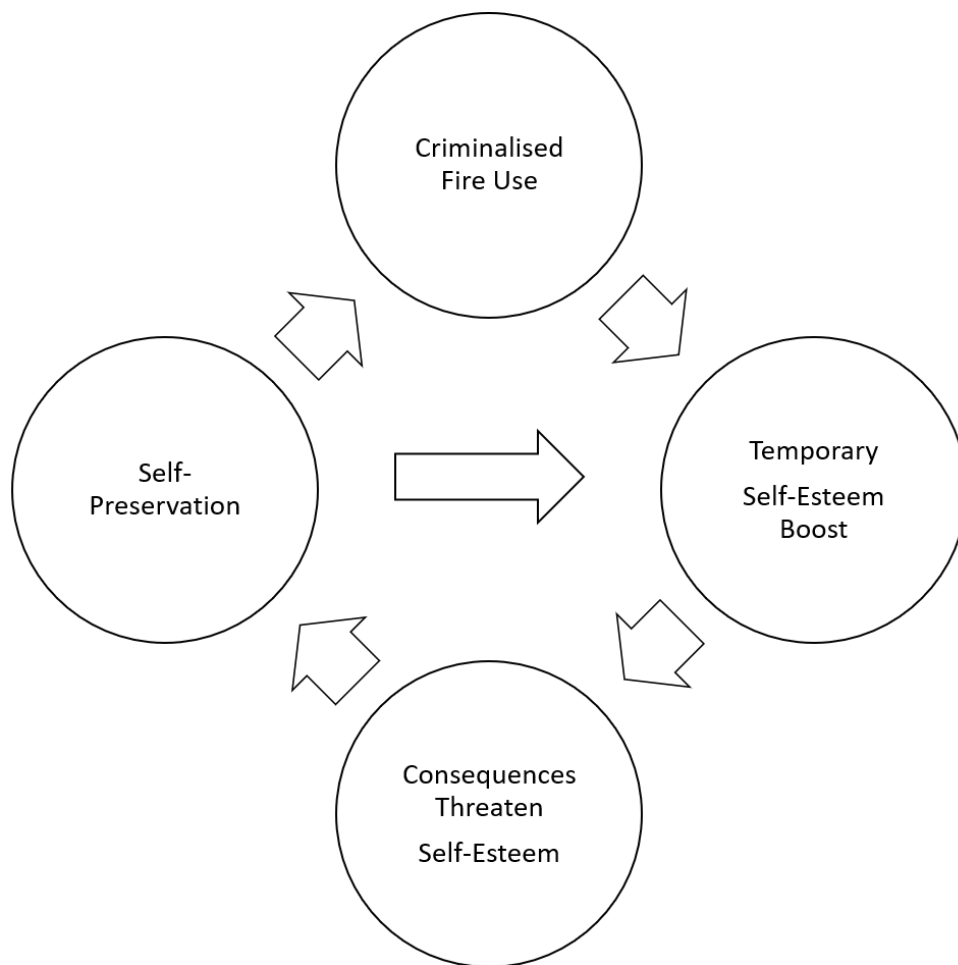 Criminalised
Fire Use
Self-
Preservation
Temporary
Self-Esteem
Boost
Consequences
Threaten
Self-Esteem